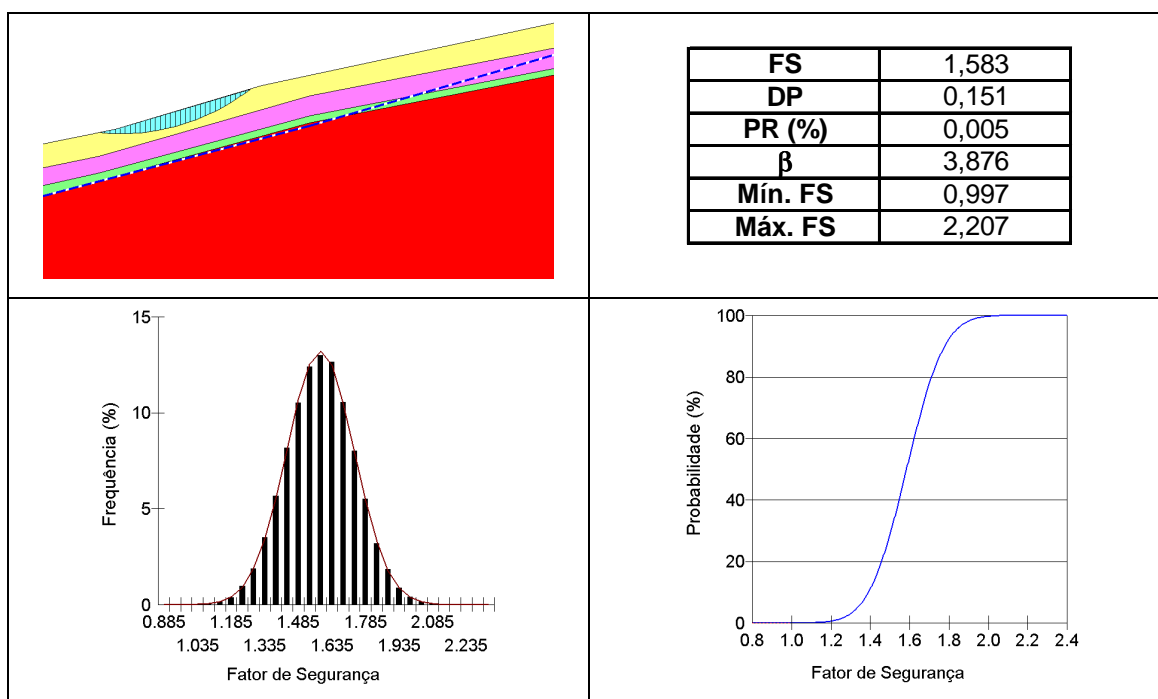 FS 1,583
DP 0,151
PR (%) 0,005
β 3,876
Mín. FS 0,997
Máx. FS 2,207
15
10
5
0
Frequência (%)
0.885 1.185 1.485 1.785 2.085
1.035 1.335 1.635 1.935 2.235
Fator de Segurança
100
80
60
40
20
0
Probabilidade (%)
0.8 1.0 1.2 1.4 1.6 1.8 2.0 2.2 2.4
Fator de Segurança